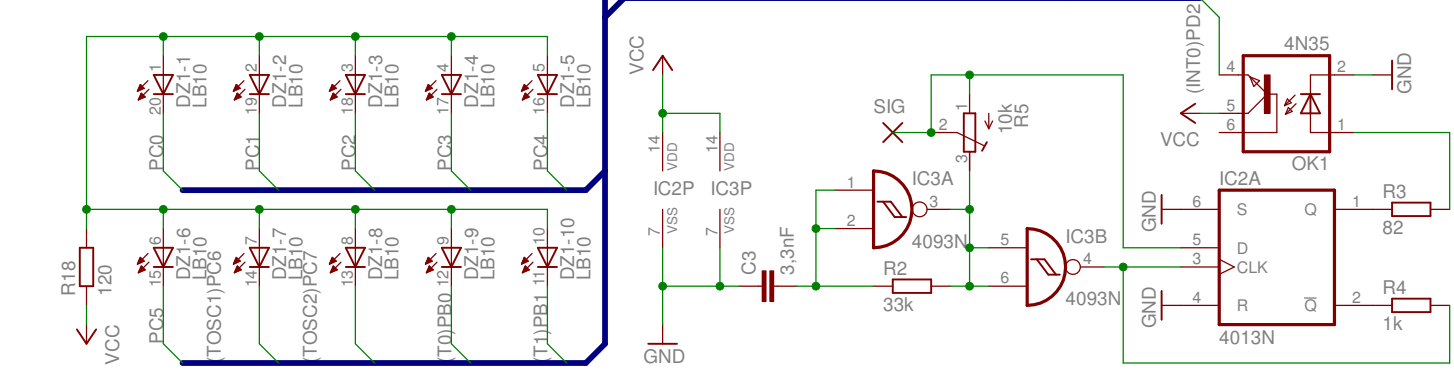 1 2 3 4 5
DZ1-1 DZ1-2 DZ1-3 DZ1-4 DZ1-5
LB10 LB10 LB10 LB10 LB10
20 19 18 17 16
PC0 PC1 PC2 PC3 PC4
6 7 8 9 10
DZ1-6 DZ1-7 DZ1-8 DZ1-9 DZ1-10
LB10 LB10 LB10 LB10 LB10
15 14 13 12 11
PC5 (TOSC1)PC6 (TOSC2)PC7 (T0)PB0 (T1)PB1
R18
120
VCC
VCC
14 14
VDD VDD
IC2P IC3P
VSS VSS
7 7
GND
C3
3,3nF
SIG
1
2
3
10k
R5
IC3A
1
2
3
4093N
R2
33k
IC3B
5
6
4
4093N
(INT0)PD2
4N35
4
5
6
2
1
GND
VCC
OK1
IC2A
GND 6 S Q 1 R3
82
5 D
3 CLK
GND 4 R Q 2 R4
1k
4013N